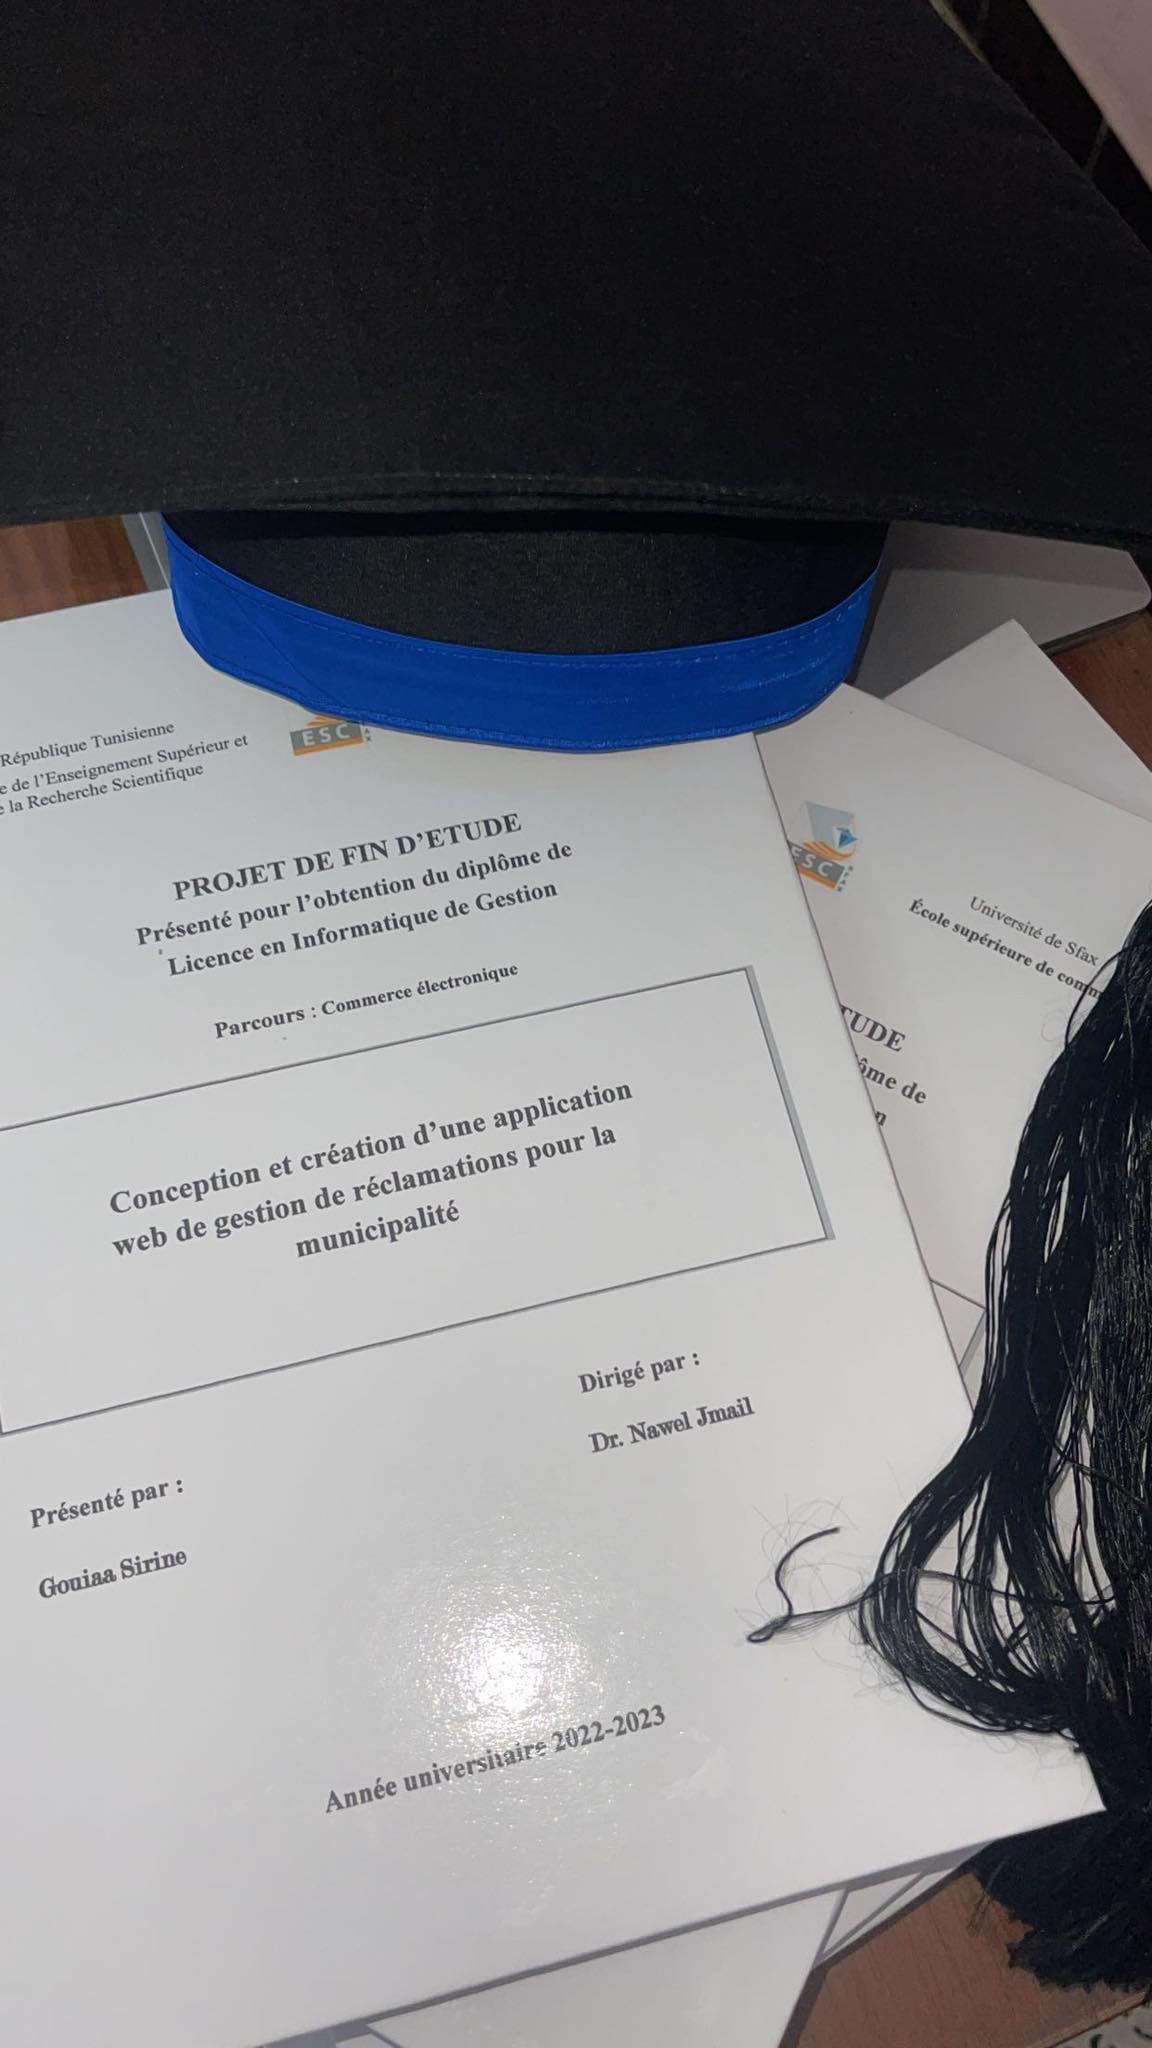 République Tunisienne
e de l'Enseignement Supérieur et
e la Recherche Scientifique
ESC
PROJET DE FIN D'ETUDE
Présenté pour l'obtention du diplôme de
Licence en Informatique de Gestion
Parcours : Commerce électronique
Conception et création d'une application
web de gestion de réclamations pour la
municipalité
Dirigé par :
Dr. Nawel Jmail
Présenté par :
Gouiaa Sirine
Année universitaire 2022-2023
ESC
Université de Sfax
École supérieure de comm
TUDE
ôme de
n